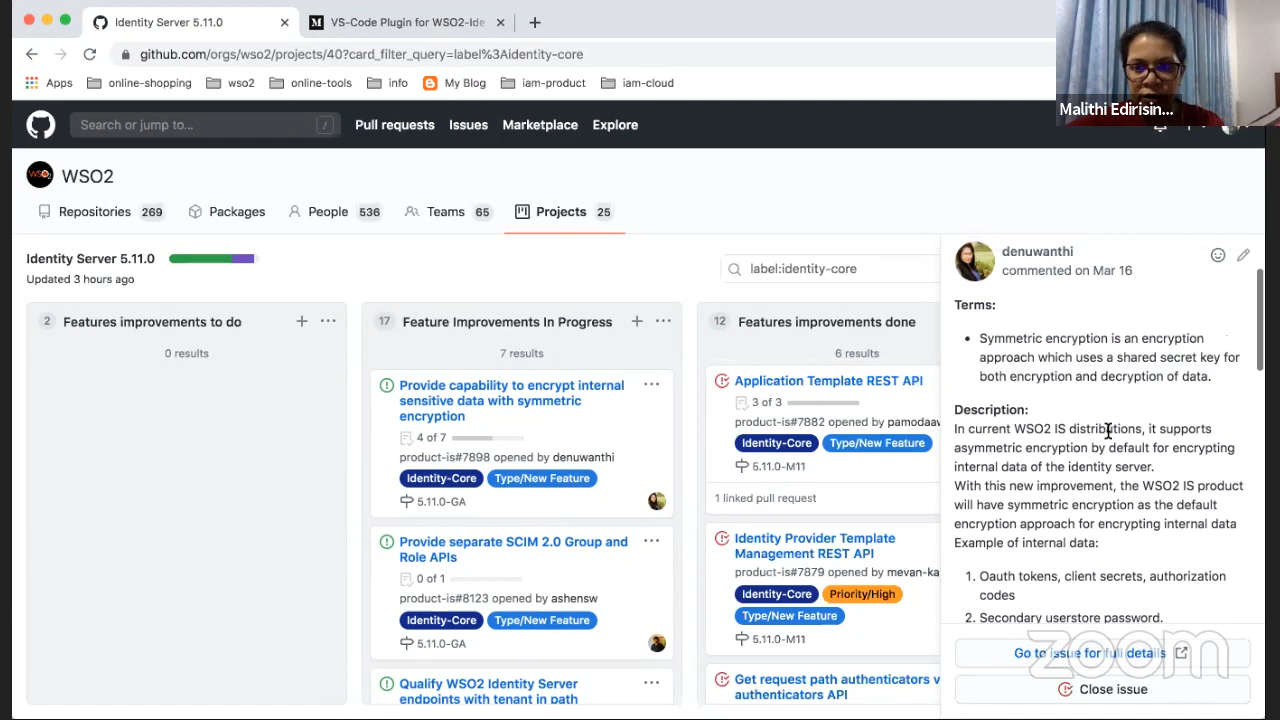 Identity Server 5.11.0
VS-Code Plugin for WSO2-Ide
github.com/orgs/wso2/projects/40?card_filter_query=label%3Aidentity-core
Apps
online-shopping
wso2
online-tools
info
My Blog
iam-product
iam-cloud
Malithi Edirisin...
Search or jump to...
/
Pull requests
Issues
Marketplace
Explore
WSO2
WSO2
Repositories 269
Packages
People 536
Teams 65
Projects 25
Identity Server 5.11.0
Updated 3 hours ago
label:identity-core
2 Features improvements to do
0 results
17 Feature Improvements In Progress
7 results
Provide capability to encrypt internal
sensitive data with symmetric
encryption
4 of 7
product-is#7898 opened by denuwanthi
Identity-Core
Type/New Feature
5.11.0-GA
Provide separate SCIM 2.0 Group and
Role APIs
0 of 1
product-is#8123 opened by ashensw
Identity-Core
Type/New Feature
5.11.0-GA
Qualify WSO2 Identity Server
endpoints with tenant in path
12 Features improvements done
6 results
Application Template REST API
3 of 3
product-is#7882 opened by pamodaaw
Identity-Core
Type/New Feature
5.11.0-M11
1 linked pull request
Identity Provider Template
Management REST API
product-is#7879 opened by mevan-ka
Identity-Core
Priority/High
Type/New Feature
5.11.0-M11
Get request path authenticators v
authenticators API
denuwanthi
commented on Mar 16
Terms:
• Symmetric encryption is an encryption
approach which uses a shared secret key for
both encryption and decryption of data.
Description:
In current WSO2 IS distributions, it supports
asymmetric encryption by default for encrypting
internal data of the identity server.
With this new improvement, the WSO2 IS product
will have symmetric encryption as the default
encryption approach for encrypting internal data
Example of internal data:
1. Oauth tokens, client secrets, authorization
codes
2. Secondary userstore password.
Go to issue for full details
Close issue
zoom